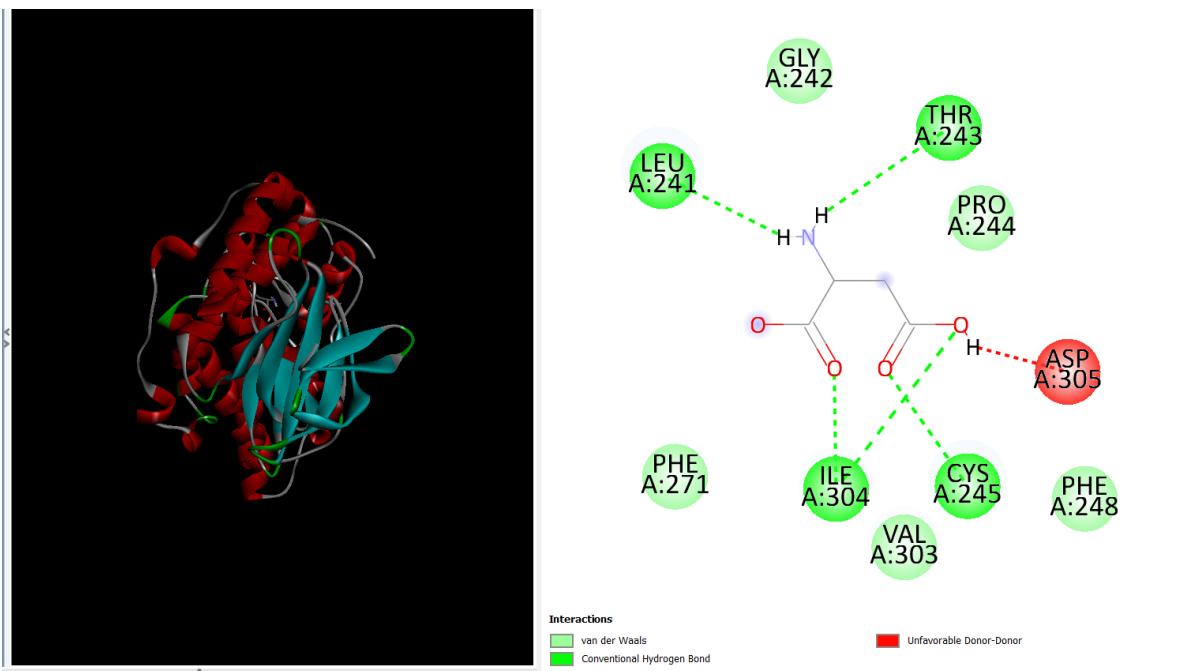 GLY
A:242
THR
A:243
LEU
A:241
PRO
A:244
H
H N
O O
H
O O
ASP
A:305
PHE
A:271
ILE
A:304
CYS
A:245
PHE
A:248
VAL
A:303
Interactions
van der Waals
Conventional Hydrogen Bond
Unfavorable Donor-Donor